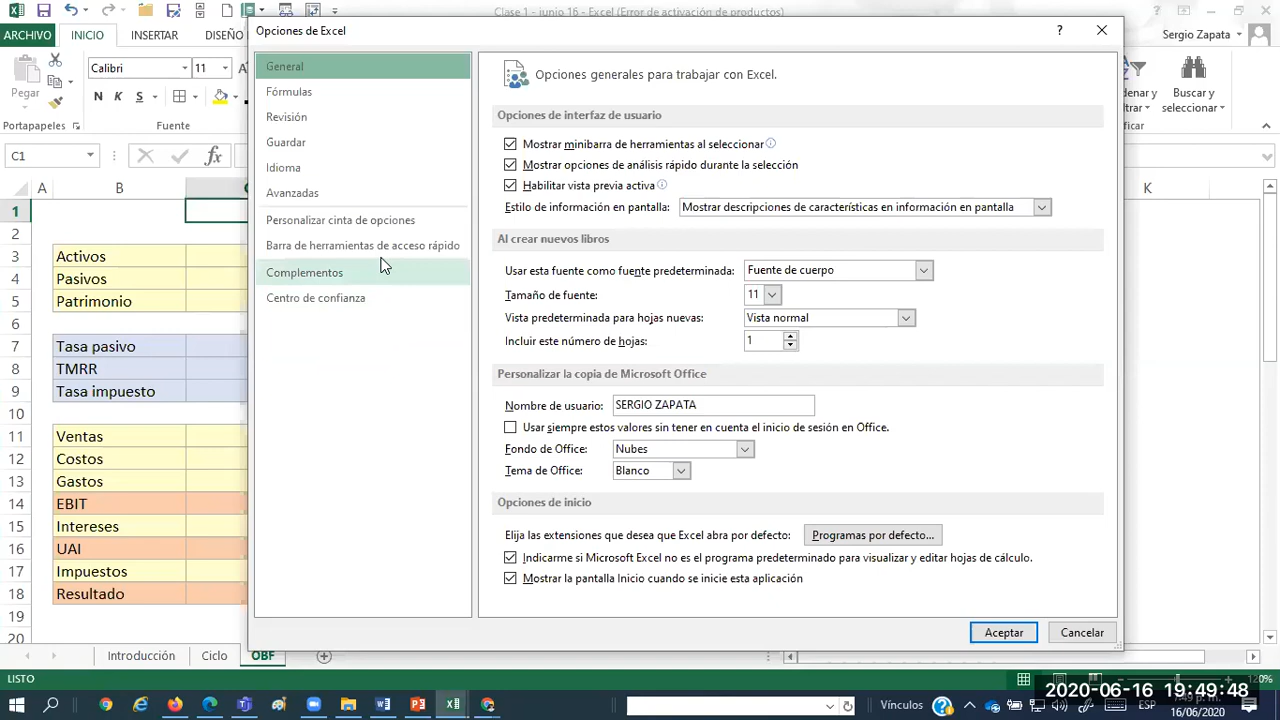 Clase 1 - junio 16 - Excel (Error de activación de productos)
Opciones de Excel
ARCHIVO
INICIO
INSERTAR
DISEÑO
Sergio Zapata
Pegar
Calibri
11
N K S
Portapapeles
Fuente
Buscar y
seleccionar
C1
fx
A B K
1
2
3 Activos
4 Pasivos
5 Patrimonio
6
7 Tasa pasivo
8 TMRR
9 Tasa impuesto
10
11 Ventas
12 Costos
13 Gastos
14 EBIT
15 Intereses
16 UAI
17 Impuestos
18 Resultado
19
20
General
Fórmulas
Revisión
Guardar
Idioma
Avanzadas
Personalizar cinta de opciones
Barra de herramientas de acceso rápido
Complementos
Centro de confianza
Opciones generales para trabajar con Excel.
Opciones de interfaz de usuario
Mostrar minibarra de herramientas al seleccionar
Mostrar opciones de análisis rápido durante la selección
Habilitar vista previa activa
Estilo de información en pantalla: Mostrar descripciones de características en información en pantalla
Al crear nuevos libros
Usar esta fuente como fuente predeterminada: Fuente de cuerpo
Tamaño de fuente: 11
Vista predeterminada para hojas nuevas: Vista normal
Incluir este número de hojas: 1
Personalizar la copia de Microsoft Office
Nombre de usuario: SERGIO ZAPATA
Usar siempre estos valores sin tener en cuenta el inicio de sesión en Office.
Fondo de Office: Nubes
Tema de Office: Blanco
Opciones de inicio
Elija las extensiones que desea que Excel abra por defecto: Programas por defecto...
Indicarme si Microsoft Excel no es el programa predeterminado para visualizar y editar hojas de cálculo.
Mostrar la pantalla Inicio cuando se inicie esta aplicación
Aceptar
Cancelar
Introducción
Ciclo
OBF
LISTO
Vínculos
ESP
16/06/2020
2020-06-16 19:49:48